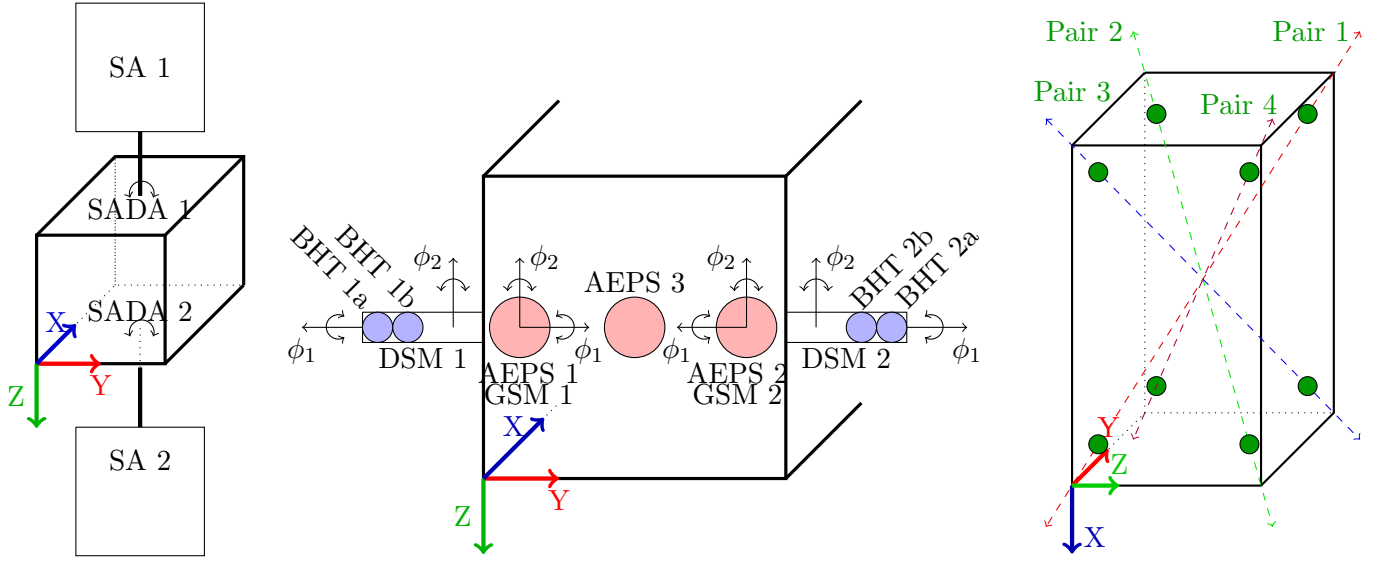 SA 1
SADA 1
SADA 2
X
Y
Z
SA 2
BHT 1a
BHT 1b
ϕ1
ϕ2
DSM 1
ϕ2
ϕ1
AEPS 1
GSM 1
AEPS 3
ϕ2
ϕ1
AEPS 2
GSM 2
ϕ2
BHT 2b
BHT 2a
DSM 2
ϕ1
X
Y
Z
Pair 2
Pair 1
Pair 3
Pair 4
Y
Z
X